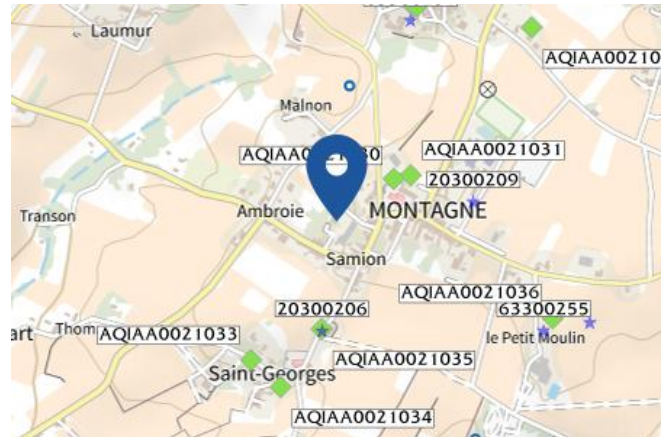 Laumur
AQIAA00210
Malnon
AQIAA0021031
20300209
Ambroie
MONTAGNE
Transon
Samion
20300206
AQIAA0021036
63300255
AQIAA0021033
le Petit Moulin
AQIAA0021035
Saint-Georges
AQIAA0021034